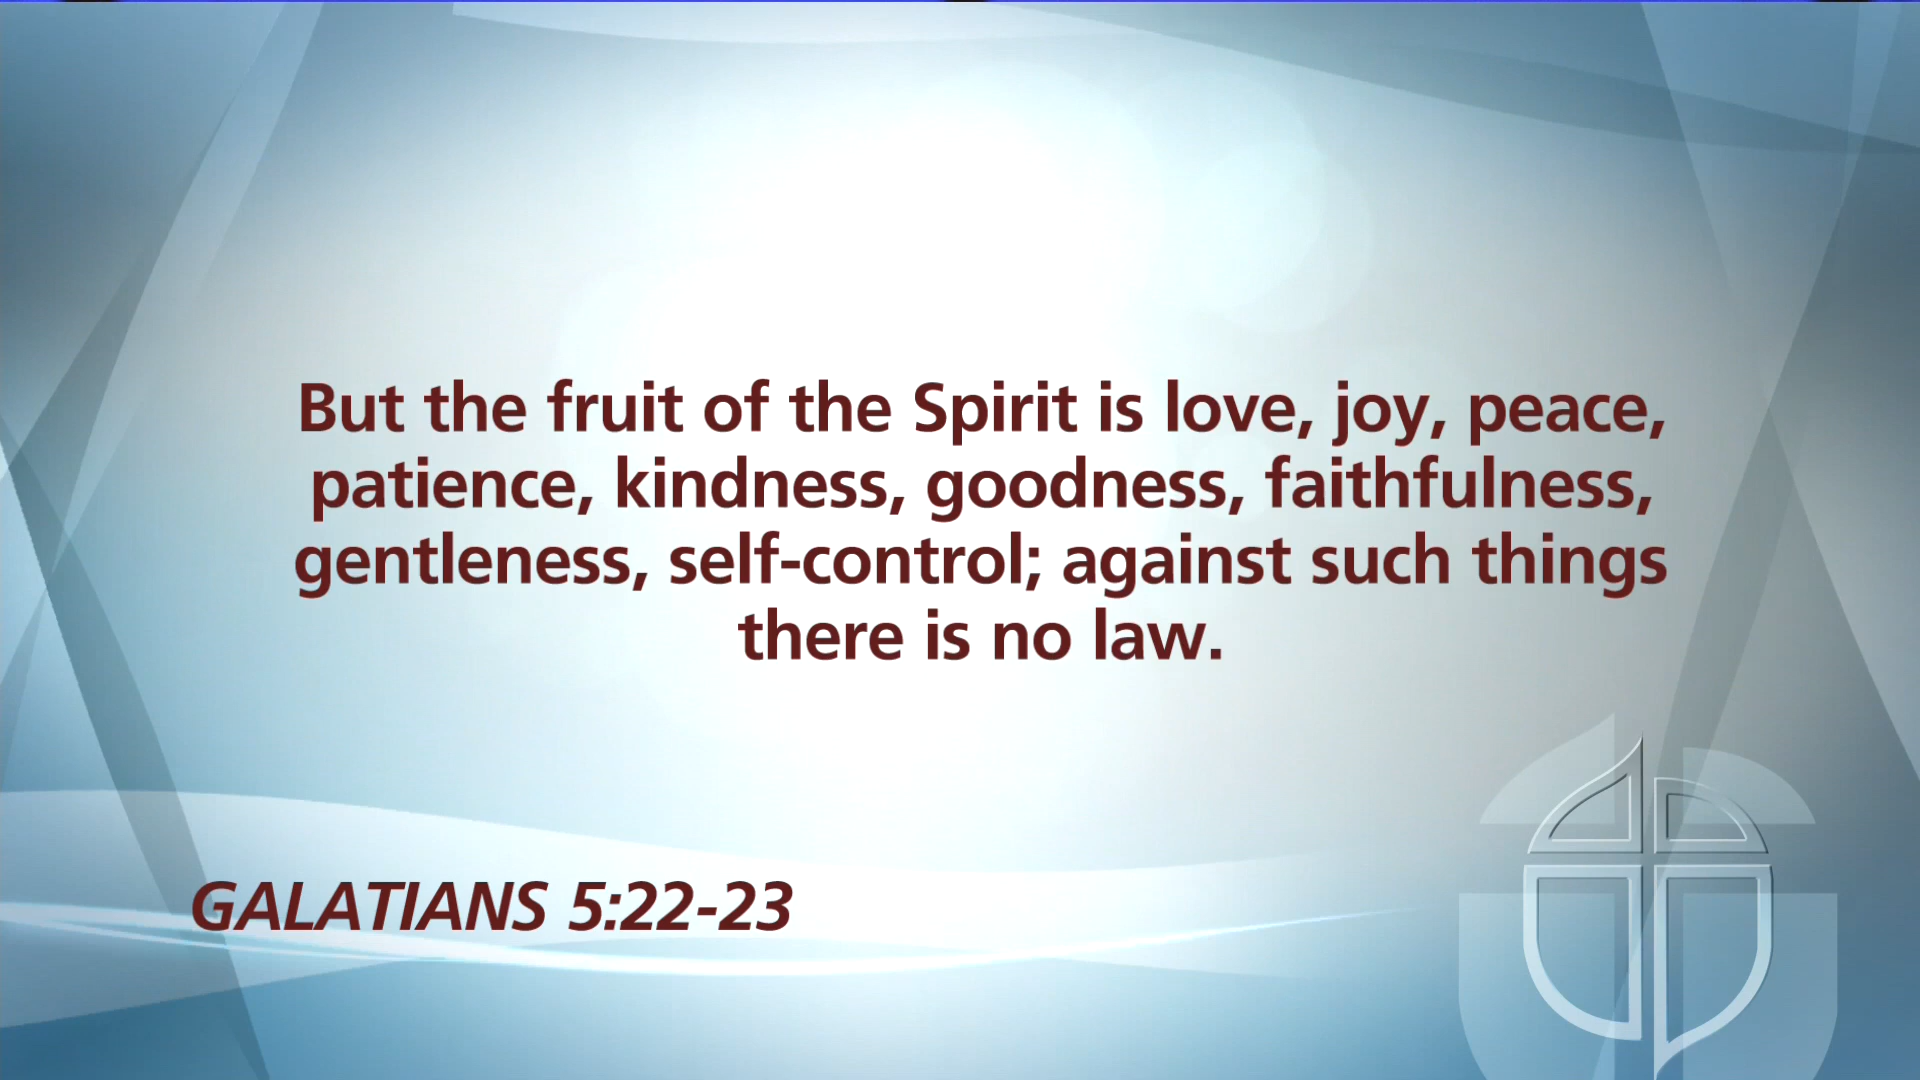 But the fruit of the Spirit is love, joy, peace,
patience, kindness, goodness, faithfulness,
gentleness, self-control; against such things
there is no law.
GALATIANS 5:22-23